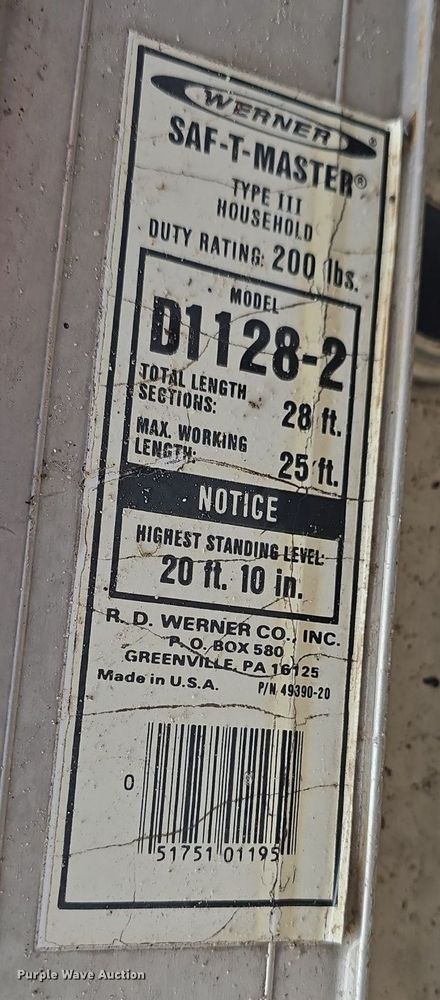 WERNER®
SAF-T-MASTER®
TYPE III
HOUSEHOLD
DUTY RATING: 200 lbs.
MODEL
D1128-2
TOTAL LENGTH
SECTIONS: 28 ft.
MAX. WORKING
LENGTH: 25 ft.
NOTICE
HIGHEST STANDING LEVEL:
20 ft. 10 in.
R. D. WERNER CO., INC.
P. O. BOX 580
GREENVILLE, PA 16125
Made in U.S.A. P/N 49390-20
0 51751 01195
Purple Wave Auction